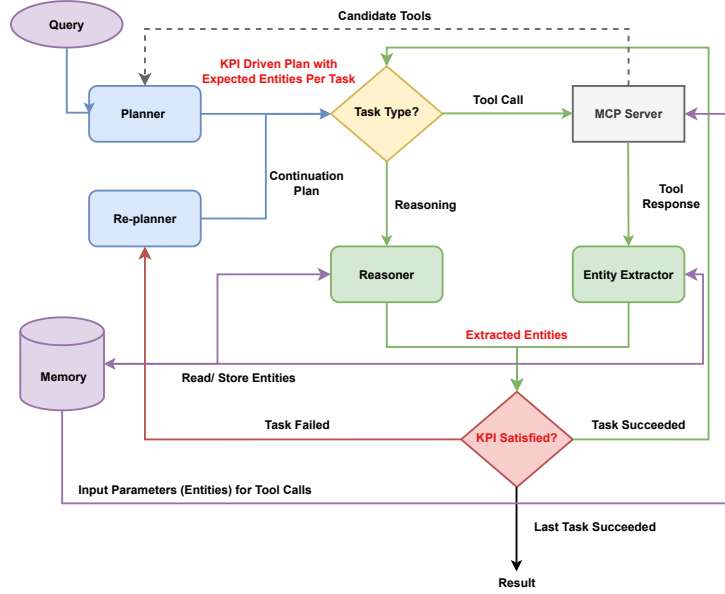 Query
Candidate Tools
KPI Driven Plan with
Expected Entities Per Task
Planner
Task Type?
Tool Call
MCP Server
Continuation
Plan
Reasoning
Tool
Response
Re-planner
Reasoner
Entity Extractor
Extracted Entities
Memory
Read/ Store Entities
Task Failed
KPI Satisfied?
Task Succeeded
Input Parameters (Entities) for Tool Calls
Last Task Succeeded
Result